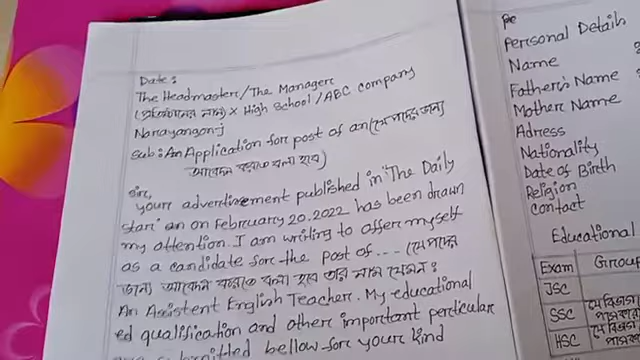 Date:
The Headmaster/The Manager
(প্রতিষ্ঠানের নাম) × High School/ABC company
Narayangonj
Sub: An Application for post of an (যে পদের জন্য
আবেদন করতে বলা হবে)
Sir,
your advertisement published in 'The Daily
star' an on February 20.2022 has been drawn
my attention. I am writing to offer myself
as a candidate for the post of .... (যে পদের
জন্য আবেদন করতে বলা হবে তার নাম যেমন:
An Assistent English Teacher. My educational
ed qualification and other important perticular
bellow for your kind
Pe
Personal Detail
Name
Father's Name
Mother Name
Adress
Nationality
Date of Birth
Religion
Contact
Educational
Exam Group
JSC
SSC যে বিভাগ
HSC যে বিভাগ